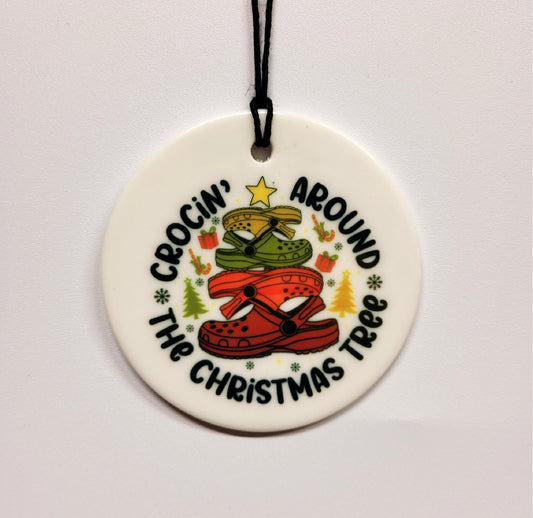 CROCiN' AROUND
THe CHRiSTMAS TRee